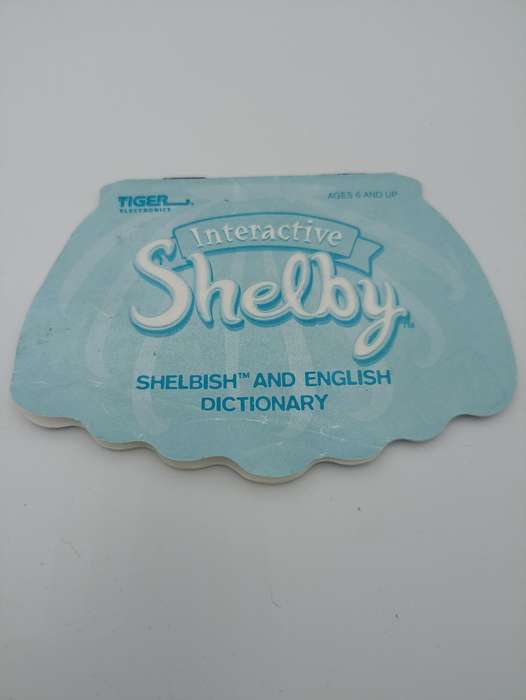 TIGER
ELECTRONICS
AGES 6 AND UP
Interactive
Shelby™
SHELBISH™ AND ENGLISH
DICTIONARY